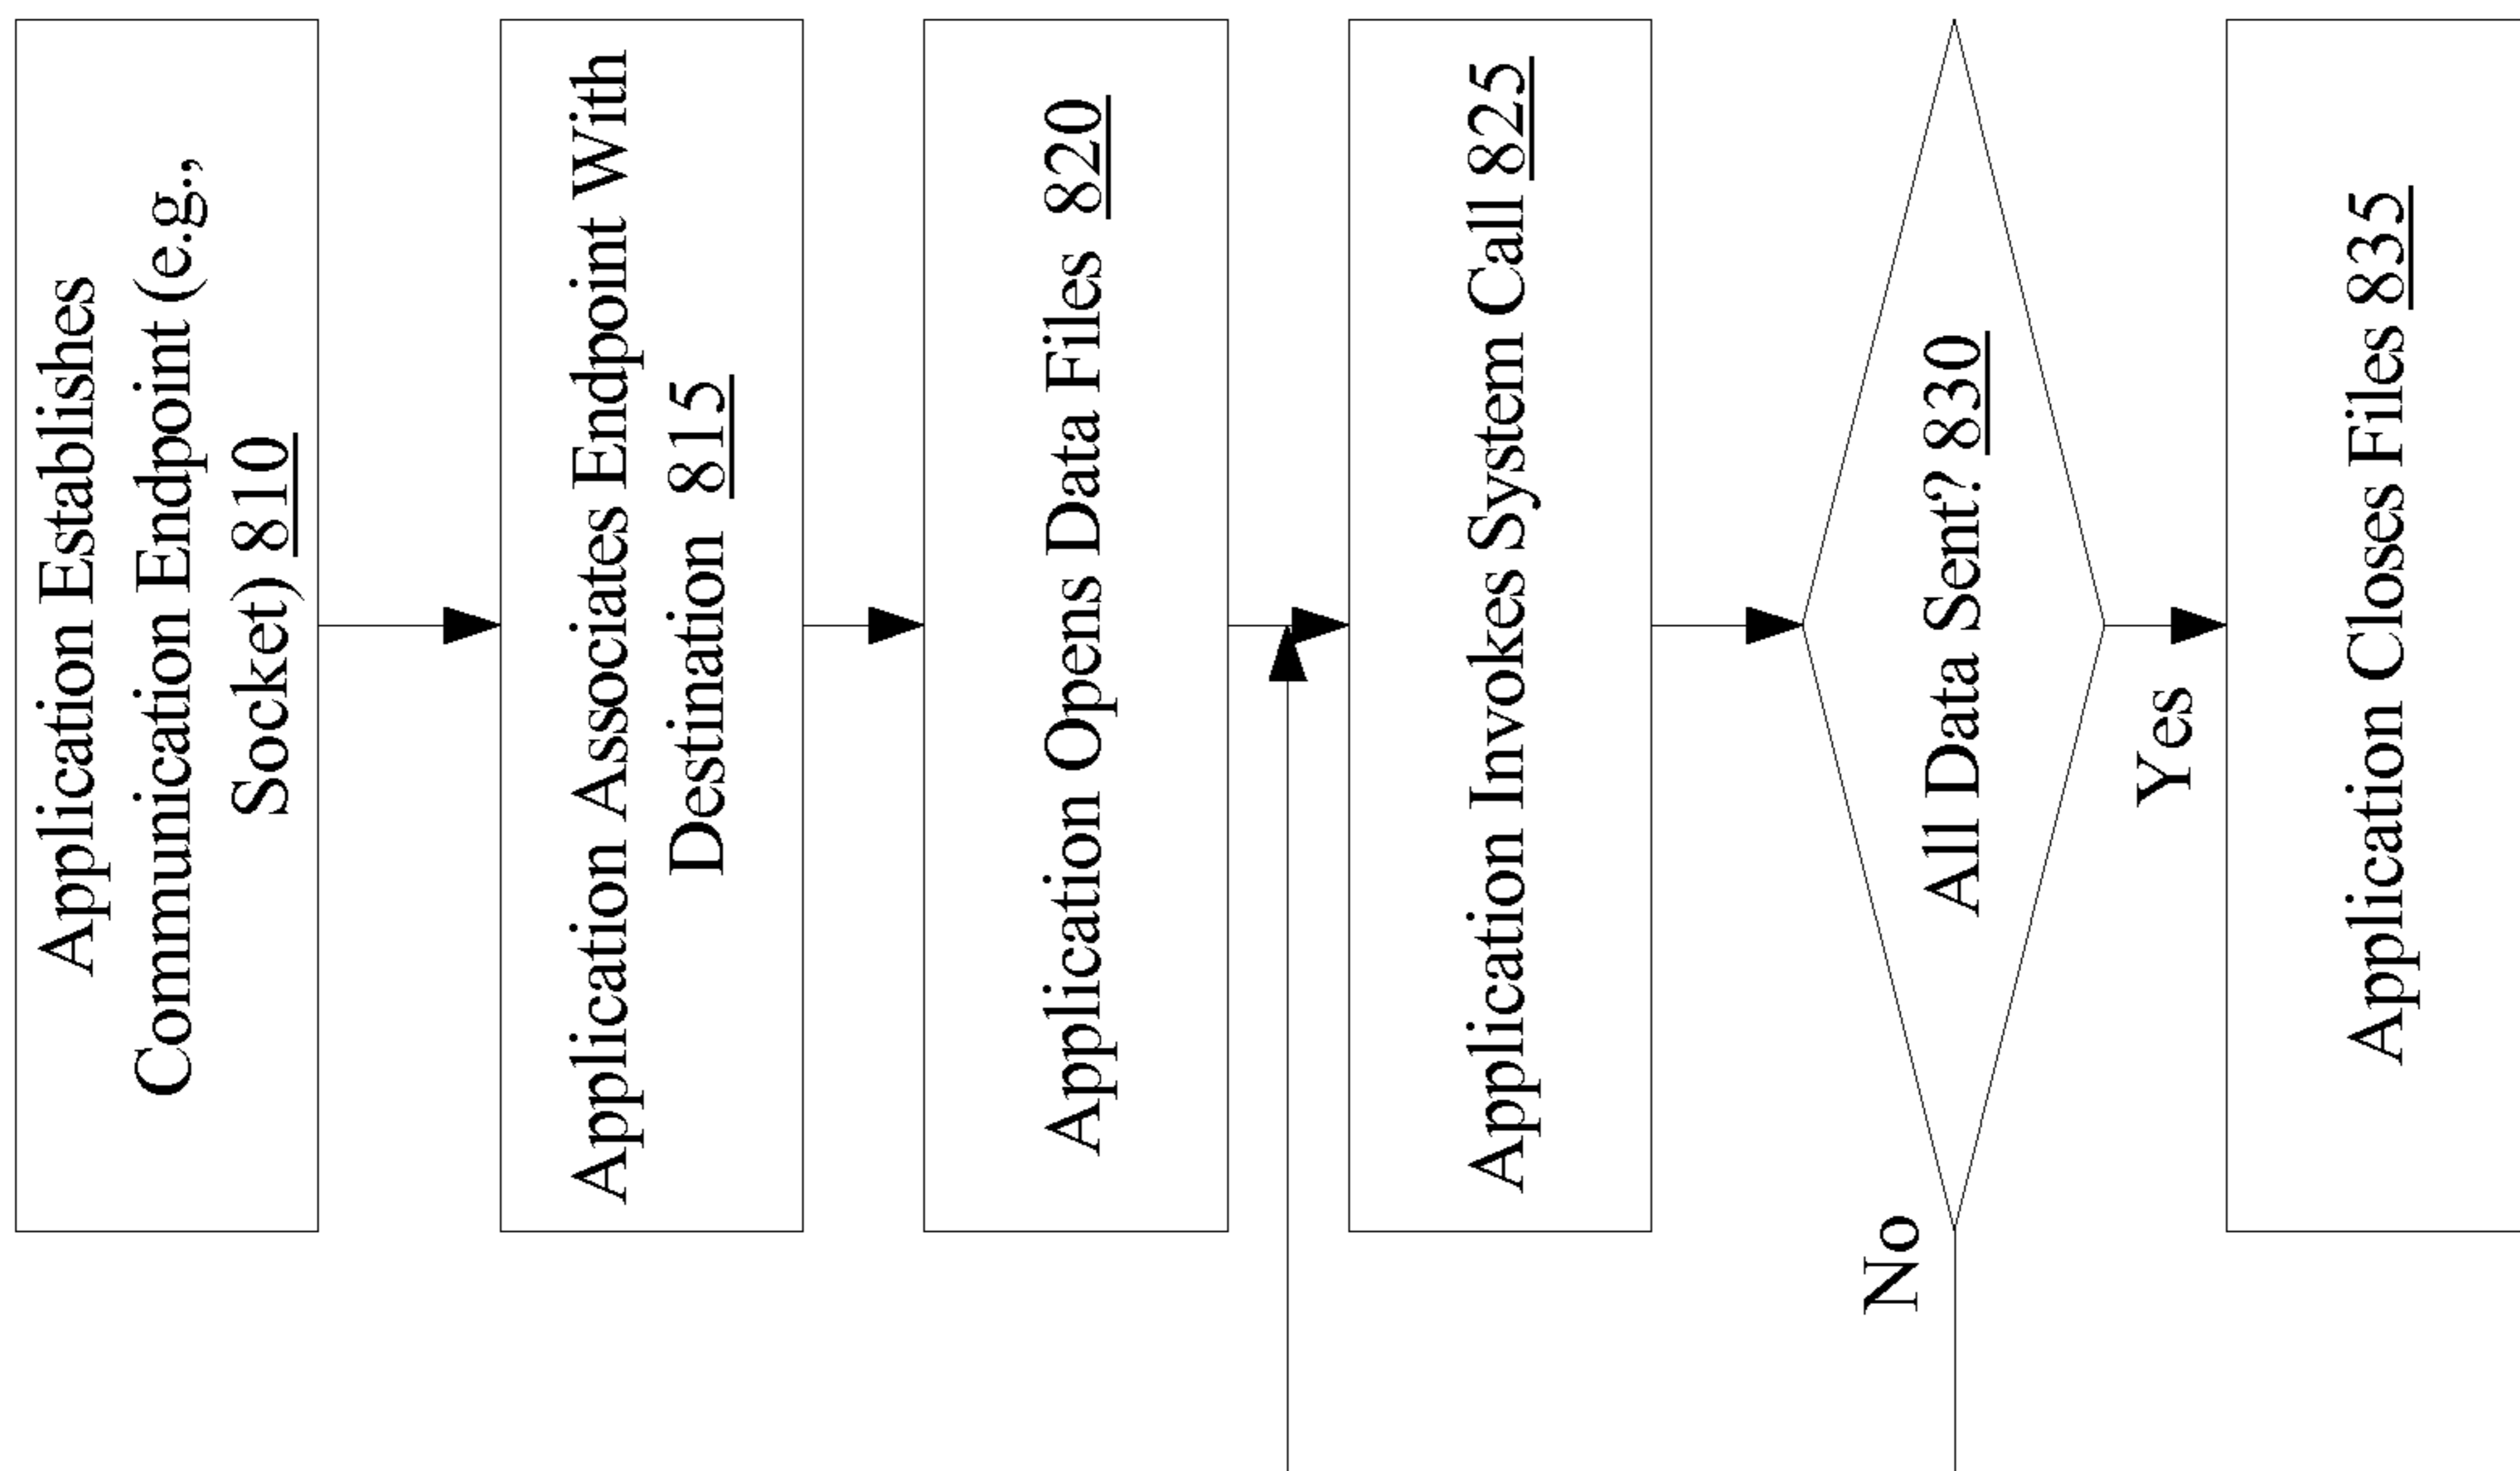 Application Establishes
Communication Endpoint (e.g.,
Socket) 810
Application Associates Endpoint With
Destination 815
Application Opens Data Files 820
Application Invokes System Call 825
All Data Sent? 830
No
Yes
Application Closes Files 835